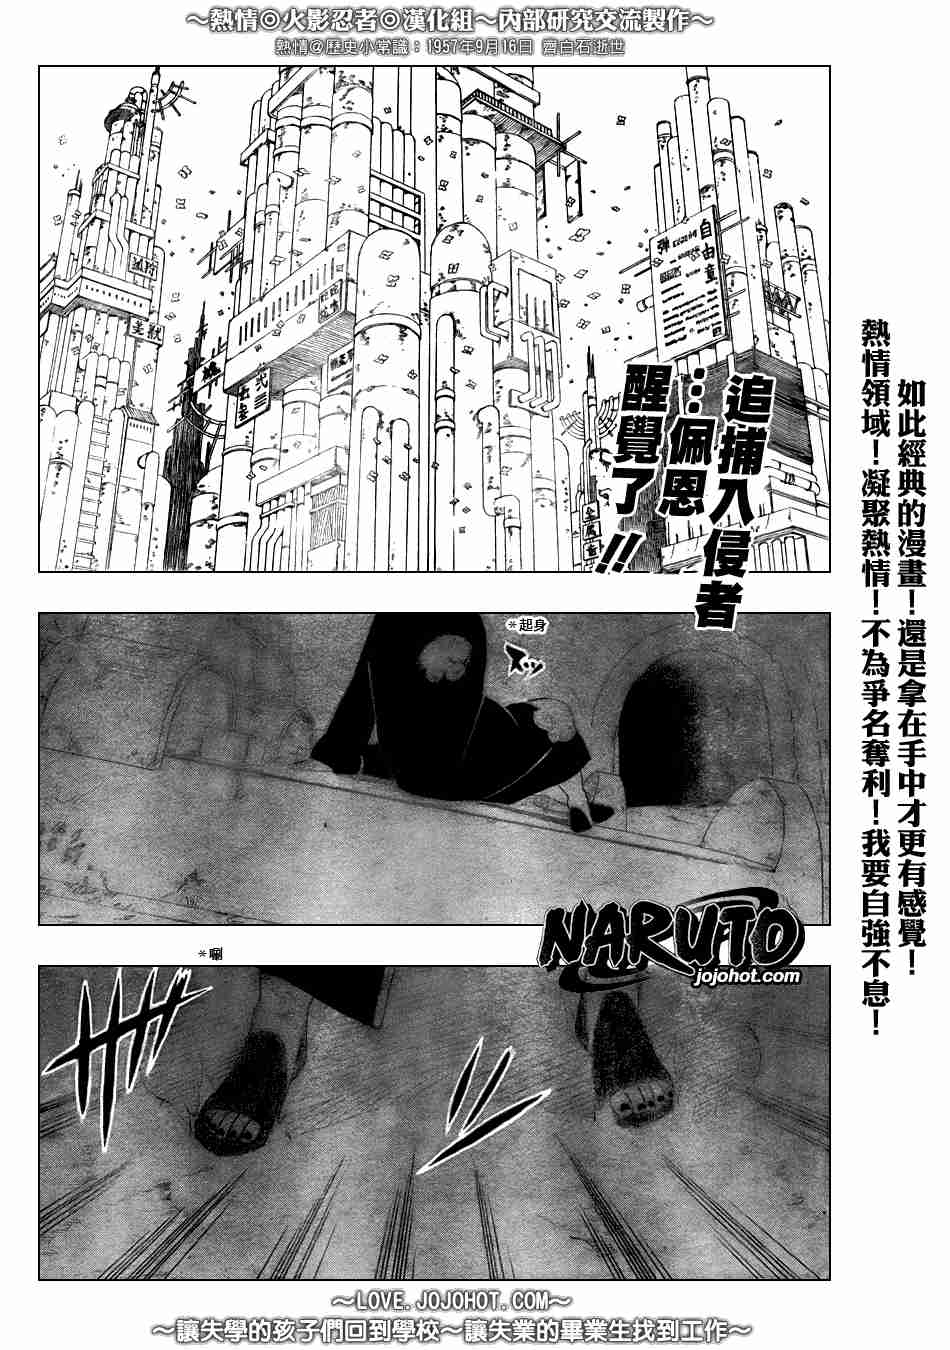 ～熱情◎火影忍者◎漢化組～內部研究交流製作～
熱情@歷史小常識：1957年9月16日 齊白石逝世
自由童
弐
追捕入侵者
…佩恩
醒覺了!!
如此經典的漫畫！還是拿在手中才更有感覺！
熱情領域！凝聚熱情！不為爭名奪利！我要自強不息！
*起身
スッ
*唰
NARUTO
jojohot.com
～LOVE.JOJOHOT.COM～
～讓失學的孩子們回到學校～讓失業的畢業生找到工作～